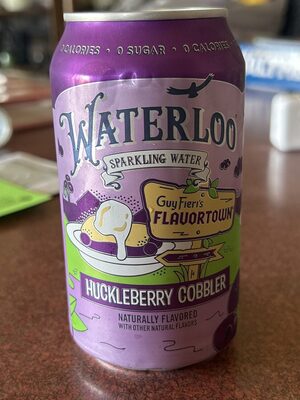 0 CALORIES • 0 SUGAR • 0 CALORIES
WATERLOO
SPARKLING WATER
GUY FIERI'S
FLAVORTOWN
HUCKLEBERRY COBBLER
NATURALLY FLAVORED
WITH OTHER NATURAL FLAVORS